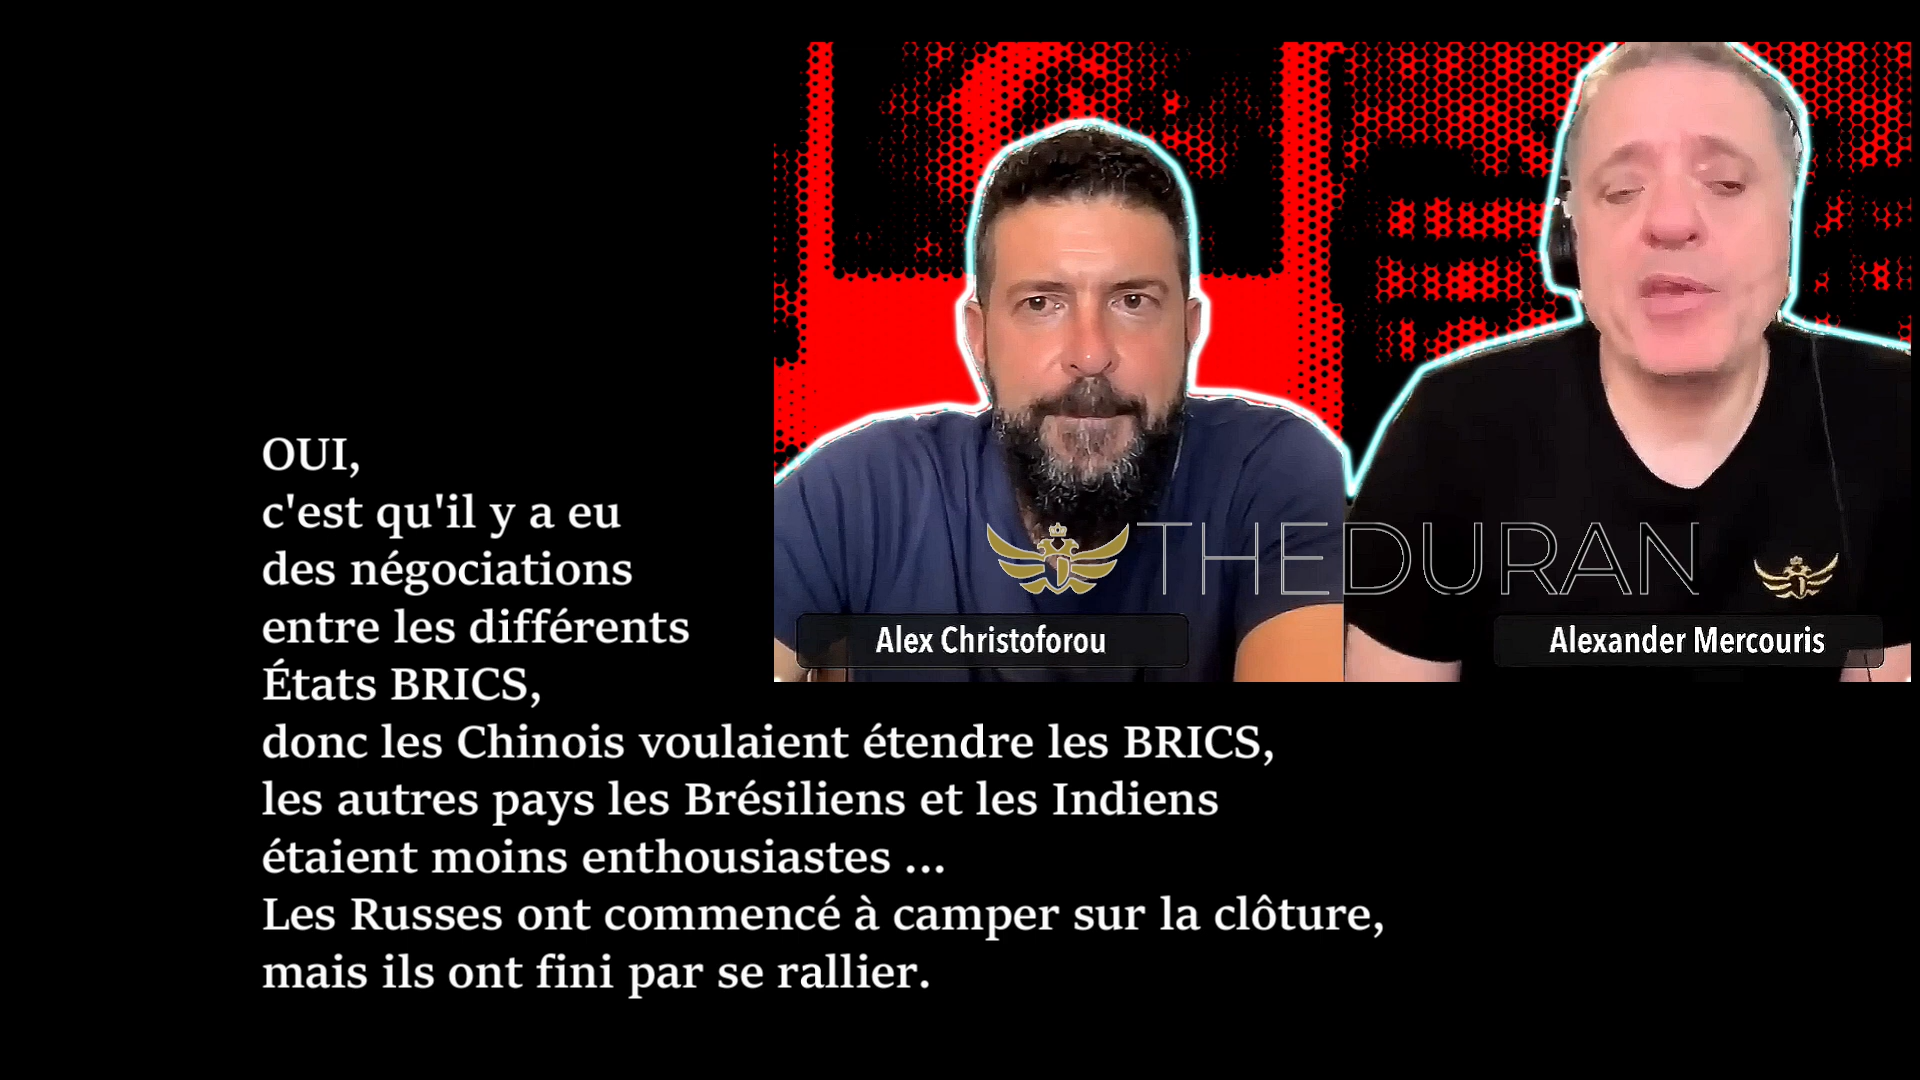 OUI,
c'est qu'il y a eu
des négociations
entre les différents
États BRICS,
donc les Chinois voulaient étendre les BRICS,
les autres pays les Brésiliens et les Indiens
étaient moins enthousiastes ...
Les Russes ont commencé à camper sur la clôture,
mais ils ont fini par se rallier.
THEDURAN
Alex Christoforou
Alexander Mercouris